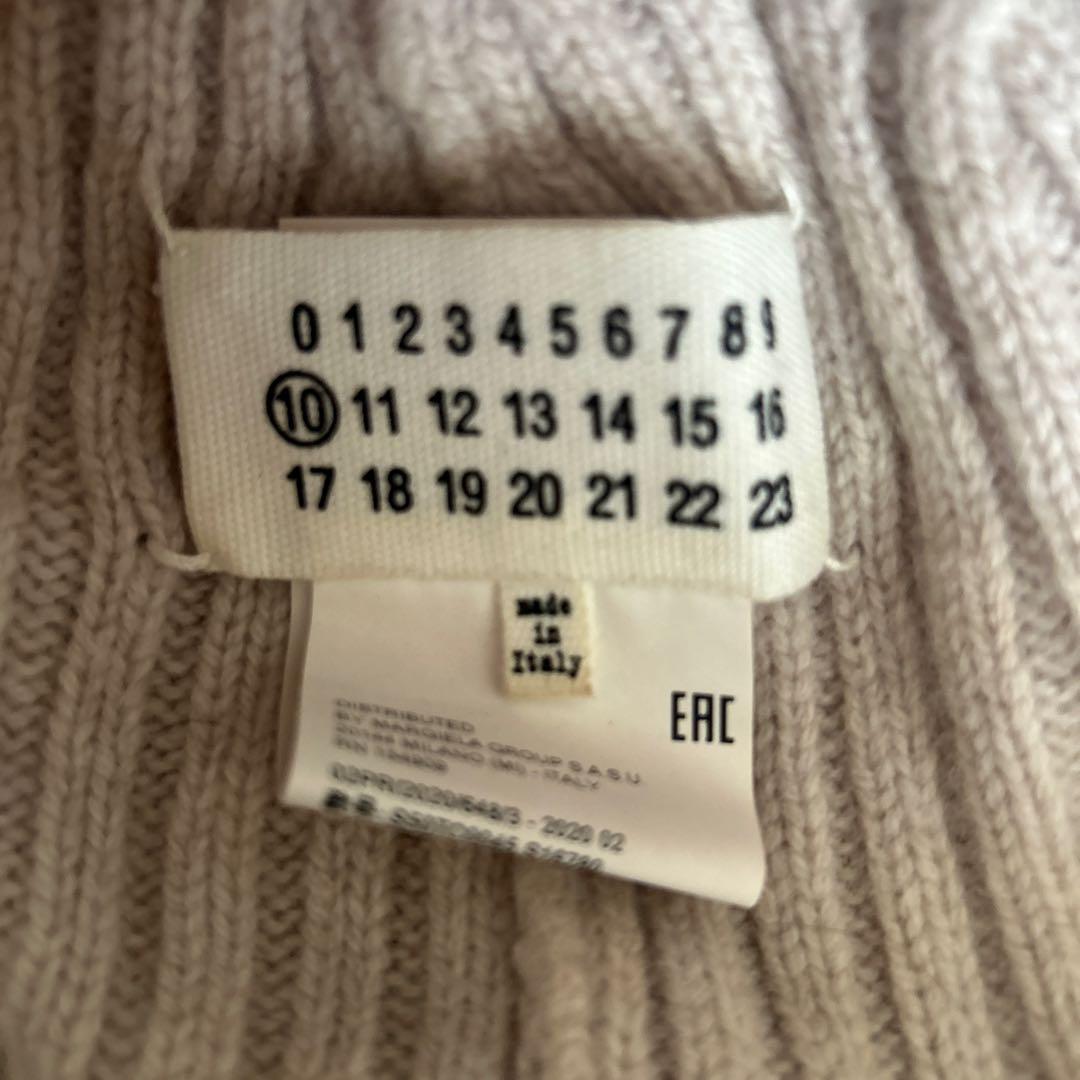 0 1 2 3 4 5 6 7 8 9
10 11 12 13 14 15 16
17 18 19 20 21 22 23
made
in
Italy
EAC
DISTRIBUTED
BY MARGIELA GROUP S.A.S.U.
MILANO (MI) - ITALY
RN
- 2020 02